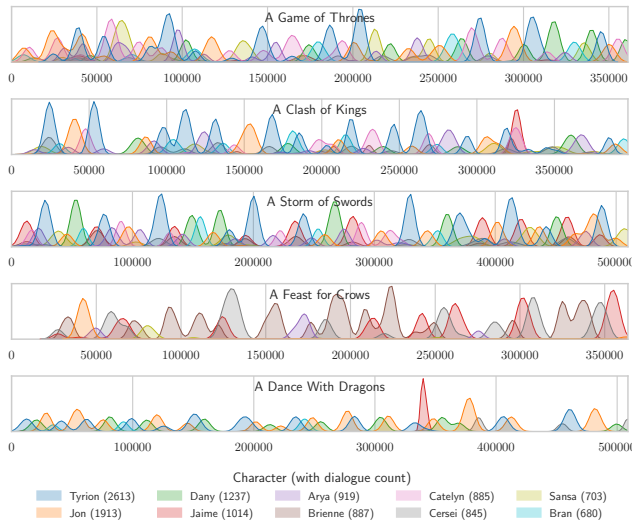 A Game of Thrones
0 50000 100000 150000 200000 250000 300000 350000
A Clash of Kings
0 50000 100000 150000 200000 250000 300000 350000
A Storm of Swords
0 100000 200000 300000 400000 500000
A Feast for Crows
0 50000 100000 150000 200000 250000 300000 350000
A Dance With Dragons
0 100000 200000 300000 400000 500000
Character (with dialogue count)
Tyrion (2613) Dany (1237) Arya (919) Catelyn (885) Sansa (703)
Jon (1913) Jaime (1014) Brienne (887) Cersei (845) Bran (680)